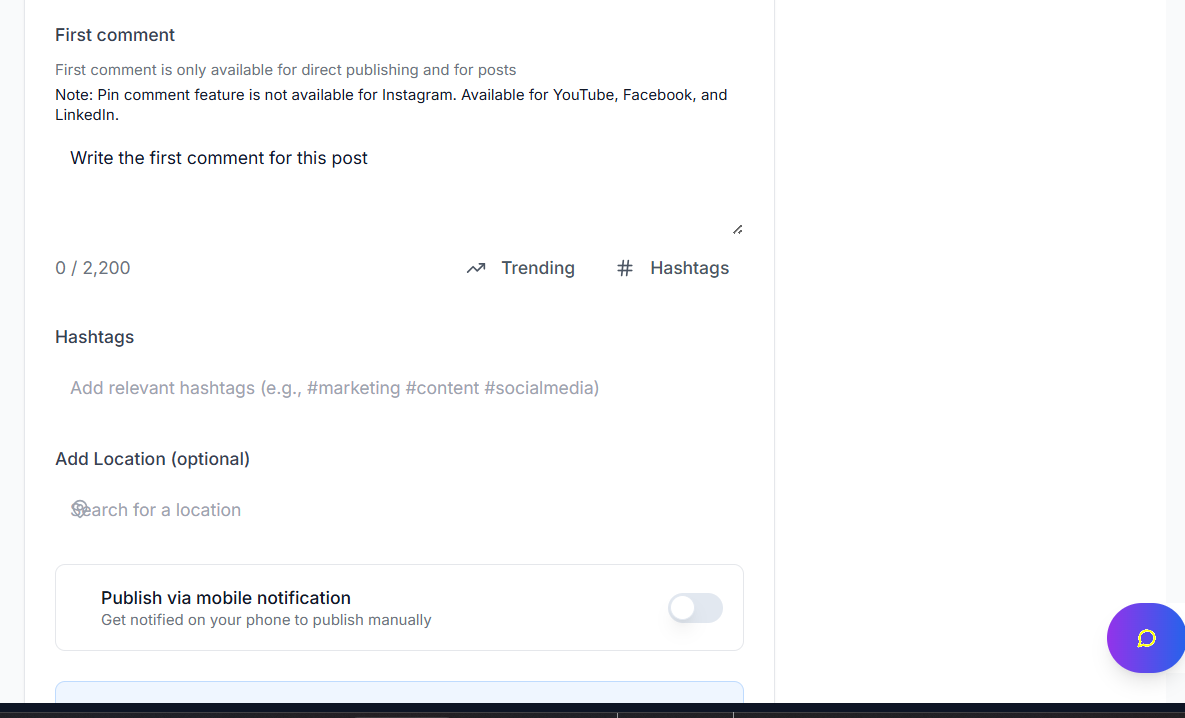 First comment
First comment is only available for direct publishing and for posts
Note: Pin comment feature is not available for Instagram. Available for YouTube, Facebook, and
LinkedIn.
Write the first comment for this post
0 / 2,200
Trending
# Hashtags
Hashtags
Add relevant hashtags (e.g., #marketing #content #socialmedia)
Add Location (optional)
Search for a location
Publish via mobile notification
Get notified on your phone to publish manually